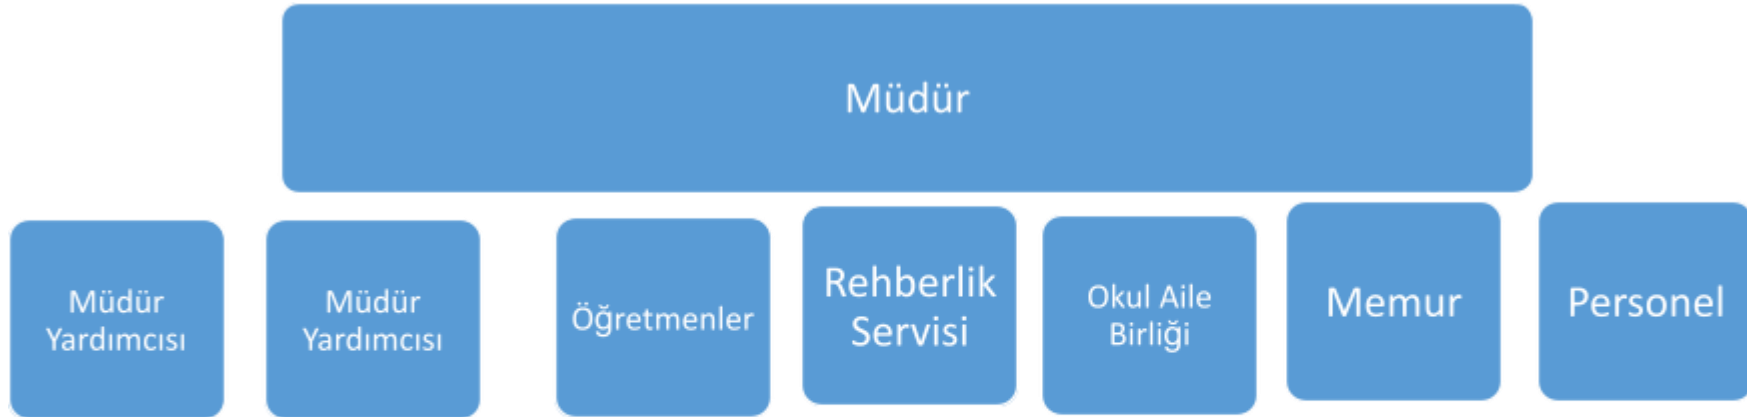 Müdür
Müdür
Yardımcısı
Müdür
Yardımcısı
Öğretmenler
Rehberlik
Servisi
Okul Aile
Birliği
Memur
Personel